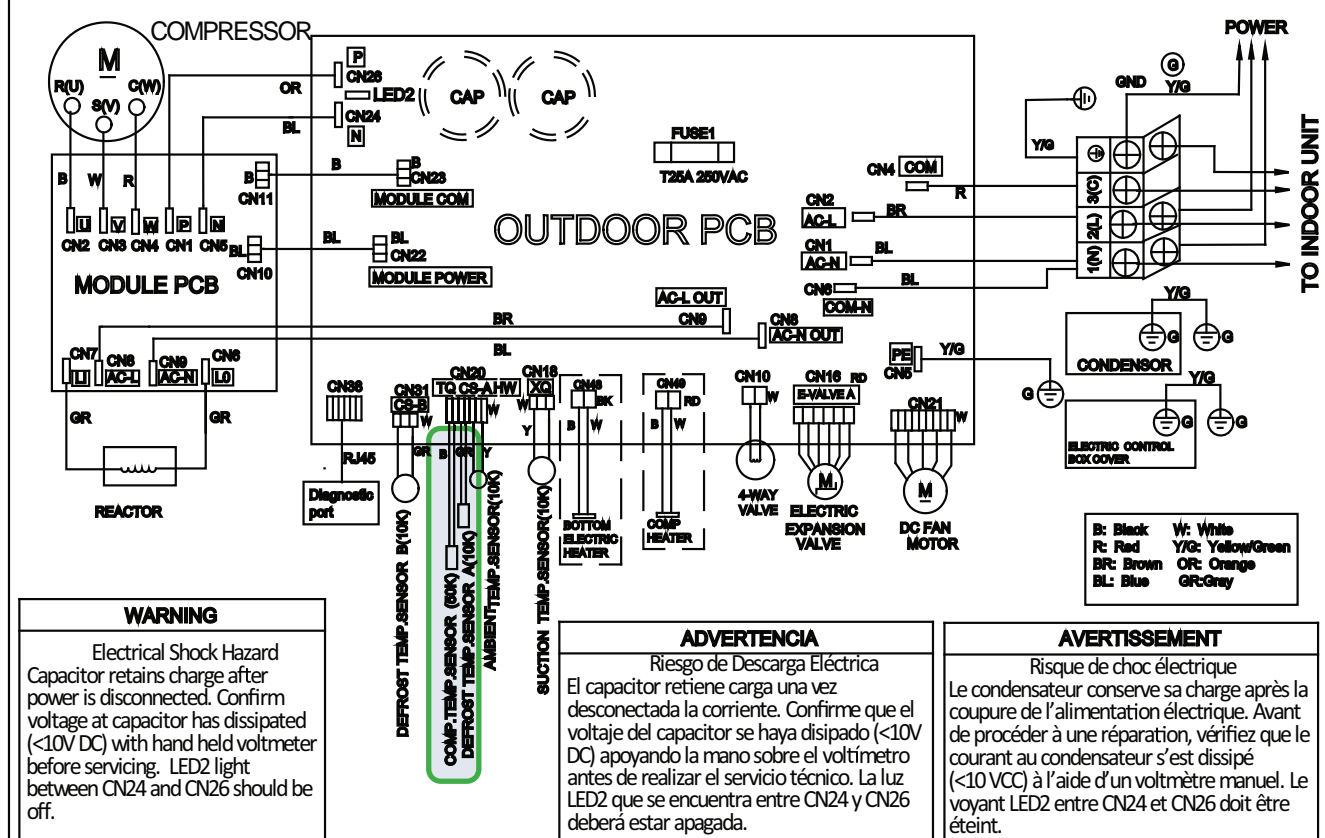 COMPRESSOR
M
R(U)
C(W)
S(V)
B
W
R
U
V
W
P
N
CN2
CN3
CN4
CN1
CN5
MODULE PCB
B
CN11
BL
CN10
CN7
LI
CN8
AC-L
CN9
AC-N
CN6
L0
GR
GR
REACTOR
OR
BL
P
CN26
LED2
CN24
N
CAP
CAP
FUSE1
T25A 250VAC
B
B
CN23
MODULE COM
BL
BL
CN22
MODULE POWER
OUTDOOR PCB
CN4
COM
R
CN2
AC-L
BR
CN1
AC-N
BL
CN6
BL
COM-N
AC-L OUT
CN9
CN8
AC-N OUT
BR
BL
POWER
G
GND
Y/G
Y/G
3(C)
2(L)
1(N)
TO INDOOR UNIT
Y/G
G
G
CONDENSOR
Y/G
G
G
ELECTRIC CONTROL
BOX COVER
PE
CN5
Y/G
G
CN36
RJ45
Diagnostic
port
CN31
CS-B
W
GR
DEFROST TEMP.SENSOR B(10K)
CN20
TQ CS-A HW
W
B
GR
Y
COMP.TEMP.SENSOR (50K)
DEFROST TEMP.SENSOR A(10K)
AMBIENT TEMP.SENSOR(10K)
CN18
XQ
W
Y
SUCTION TEMP.SENSOR(10K)
CN48
BK
B
W
BOTTOM
ELECTRIC
HEATER
CN49
RD
B
W
COMP
HEATER
CN10
W
4-WAY
VALVE
CN16
RD
E-VALVE A
M
ELECTRIC
EXPANSION
VALVE
CN21
W
M
DC FAN
MOTOR
B: Black W: White
R: Red Y/G: Yellow/Green
BR: Brown OR: Orange
BL: Blue GR:Gray
WARNING
Electrical Shock Hazard
Capacitor retains charge after
power is disconnected. Confirm
voltage at capacitor has dissipated
(<10V DC) with hand held voltmeter
before servicing. LED2 light
between CN24 and CN26 should be
off.
ADVERTENCIA
Riesgo de Descarga Eléctrica
El capacitor retiene carga una vez
desconectada la corriente. Confirme que el
voltaje del capacitor se haya disipado (<10V
DC) apoyando la mano sobre el voltímetro
antes de realizar el servicio técnico. La luz
LED2 que se encuentra entre CN24 y CN26
deberá estar apagada.
AVERTISSEMENT
Risque de choc électrique
Le condensateur conserve sa charge après la
coupure de l'alimentation électrique. Avant
de procéder à une réparation, vérifiez que le
courant au condensateur s'est dissipé
(<10 VCC) à l'aide d'un voltmètre manuel. Le
voyant LED2 entre CN24 et CN26 doit être
éteint.